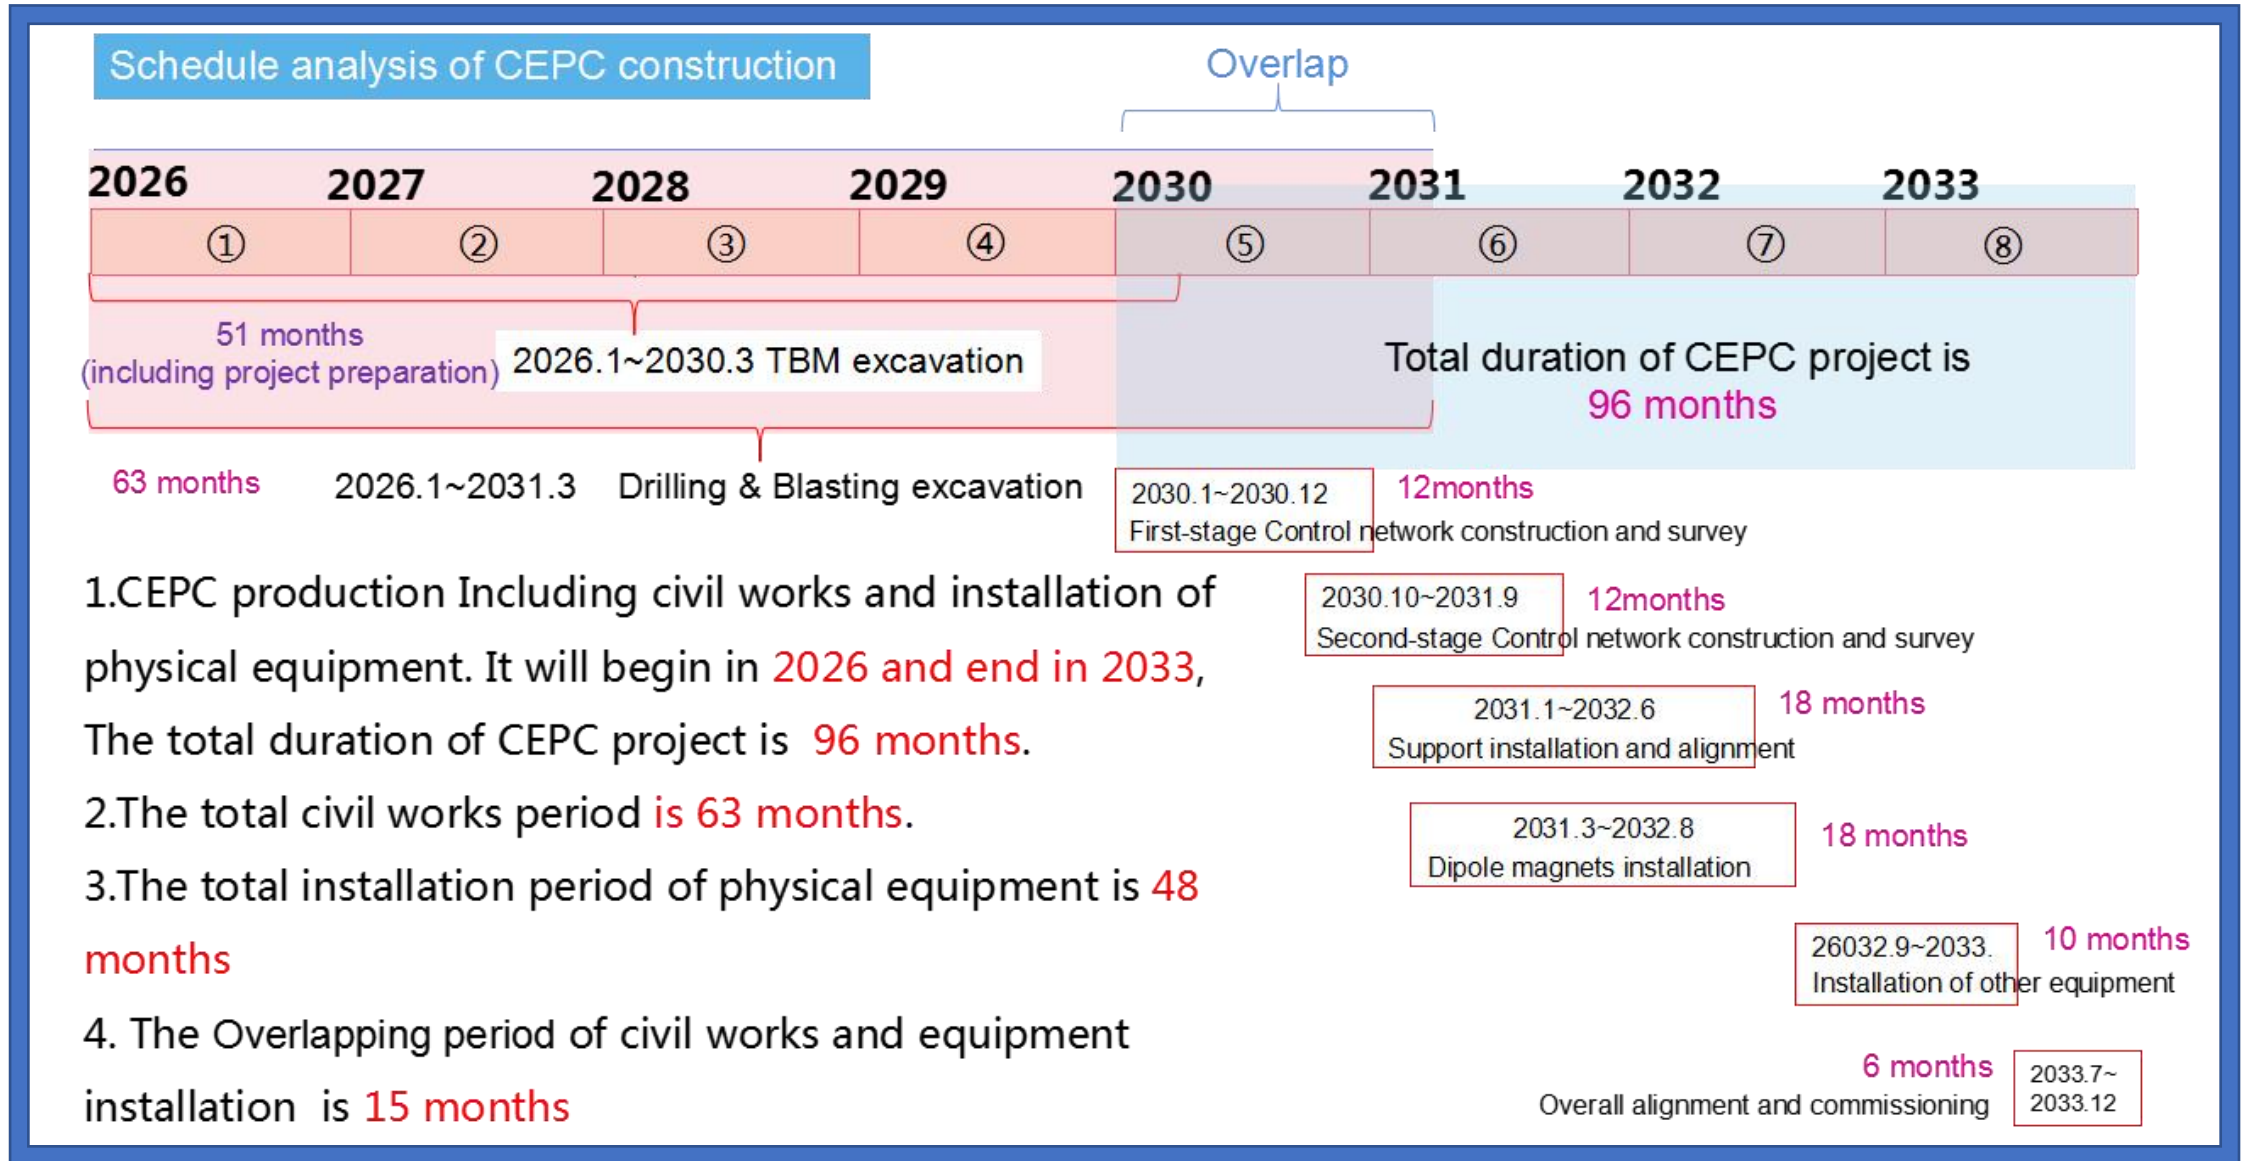 Schedule analysis of CEPC construction
Overlap
2026 2027 2028 2029 2030 2031 2032 2033
① ② ③ ④ ⑤ ⑥ ⑦ ⑧
51 months
(including project preparation)
2026.1~2030.3 TBM excavation
Total duration of CEPC project is
96 months
63 months 2026.1~2031.3 Drilling & Blasting excavation
2030.1~2030.12 12months
First-stage Control network construction and survey
2030.10~2031.9 12months
Second-stage Control network construction and survey
2031.1~2032.6 18 months
Support installation and alignment
2031.3~2032.8 18 months
Dipole magnets installation
26032.9~2033. 10 months
Installation of other equipment
6 months 2033.7~
Overall alignment and commissioning 2033.12
1.CEPC production Including civil works and installation of
physical equipment. It will begin in 2026 and end in 2033,
The total duration of CEPC project is 96 months.
2.The total civil works period is 63 months.
3.The total installation period of physical equipment is 48
months
4. The Overlapping period of civil works and equipment
installation is 15 months